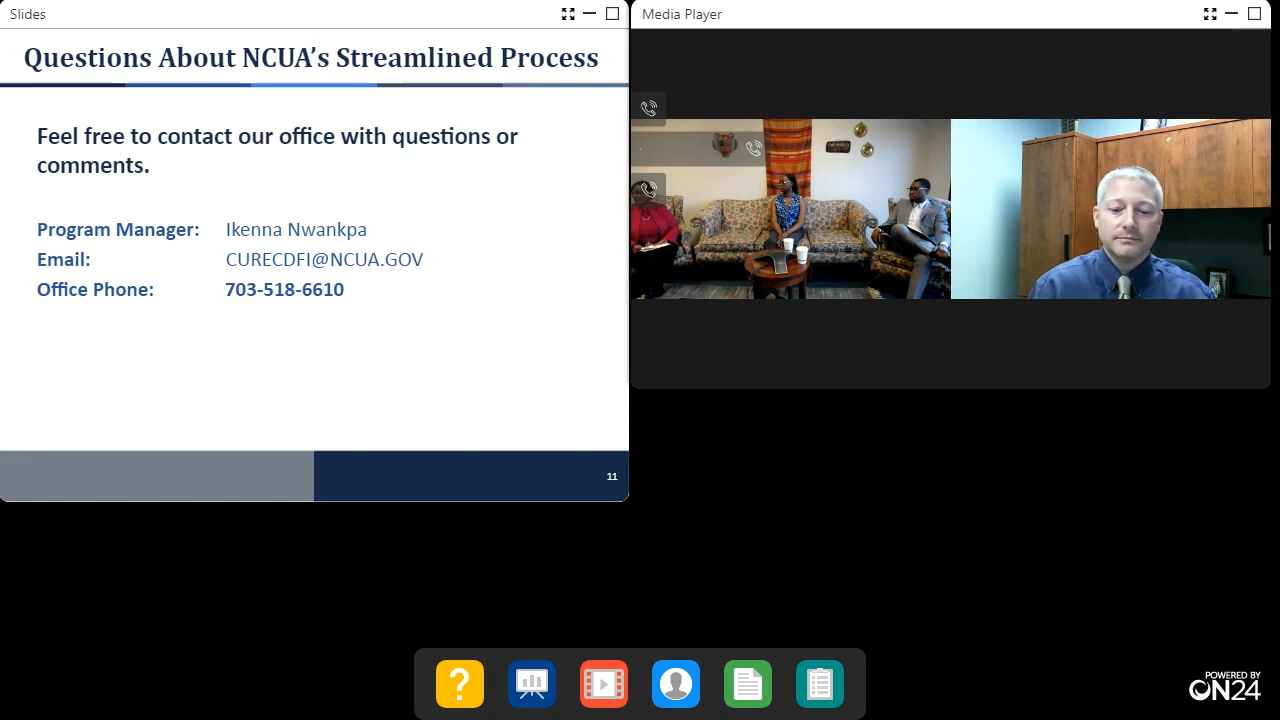 Slides
Questions About NCUA's Streamlined Process
Feel free to contact our office with questions or
comments.
Program Manager: Ikenna Nwankpa
Email: CURECDFI@NCUA.GOV
Office Phone: 703-518-6610
11
Media Player
?
POWERED BY
ON24